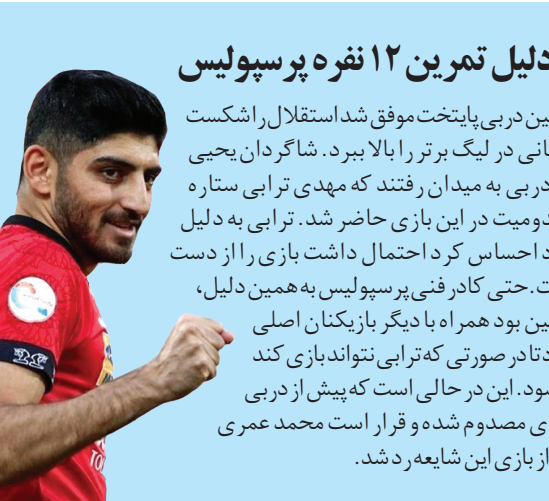 دلیل تمرین ۱۲ نفره پرسپولیس
ین دربی پایتخت موفق شد استقلال را شکست
انی در لیگ برتر را بالا ببرد. شاگردان یحیی
دربی به میدان رفتند که مهدی ترابی ستاره
دومیت در این بازی حاضر شد. ترابی به دلیل
د احساس کرد احتمال داشت بازی را از دست
ت. حتی کادر فنی پرسپولیس به همین دلیل،
ین بود همراه با دیگر بازیکنان اصلی
دتا در صورتی که ترابی نتواند بازی کند
سود. این در حالی است که پیش از دربی
ی مصدوم شده و قرار است محمد عمری
از بازی این شایعه رد شد.